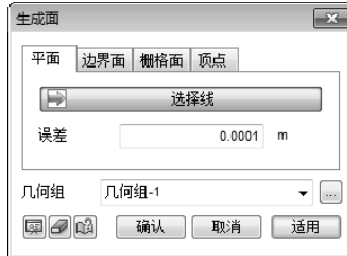 生成面
平面 边界面 栅格面 顶点
选择线
误差 0.0001 m
几何组 几何组-1 ...
确认 取消 适用